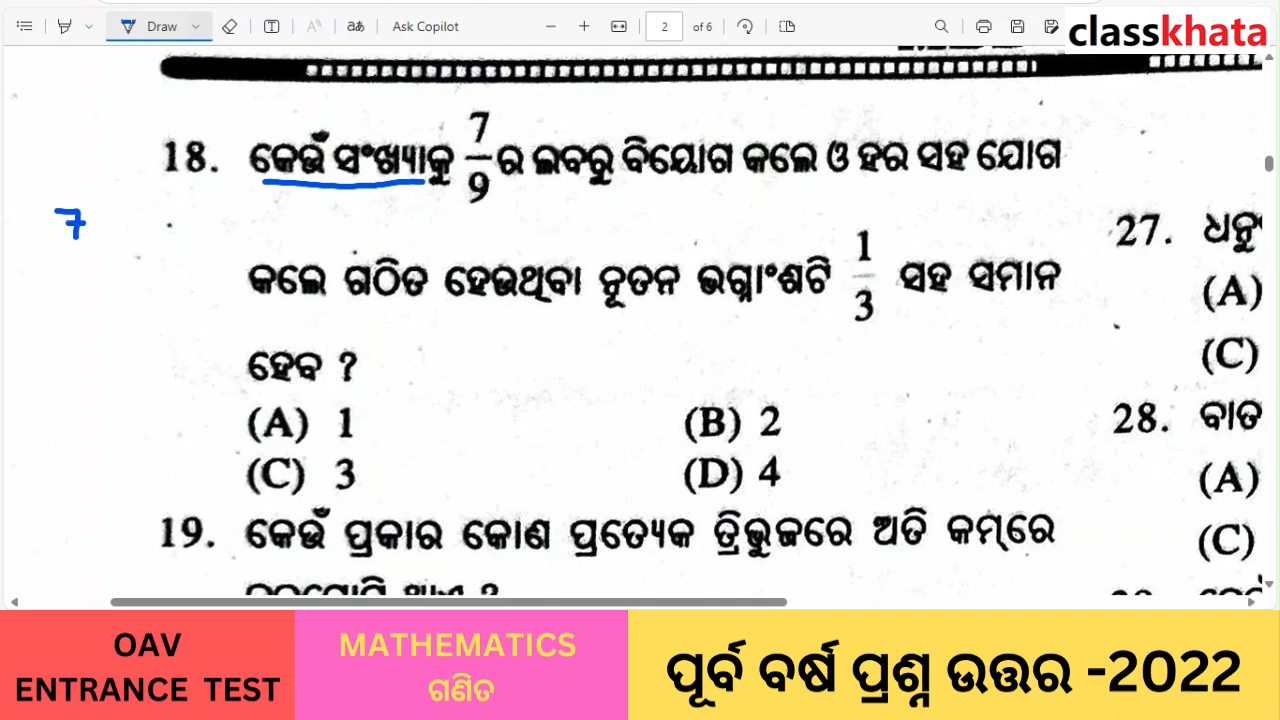 Draw
Ask Copilot
2 of 6
classkhata
18. କେଉଁ ସଂଖ୍ୟାକୁ 7/9 ର ଲବରୁ ବିୟୋଗ କଲେ ଓ ହର ସହ ଯୋଗ
7
କଲେ ଗଠିତ ହେଉଥିବା ନୂତନ ଭଗ୍ନାଂଶଟି 1/3 ସହ ସମାନ
ହେବ ?
(A) 1 (B) 2
(C) 3 (D) 4
19. କେଉଁ ପ୍ରକାର କୋଣ ପ୍ରତ୍ୟେକ ତ୍ରିଭୁଜରେ ଅତି କମ୍‌ରେ
27.
(A)
(C)
28.
(A)
(C)
OAV
ENTRANCE TEST
MATHEMATICS
ଗଣିତ
ପୂର୍ବ ବର୍ଷ ପ୍ରଶ୍ନ ଉତ୍ତର -2022